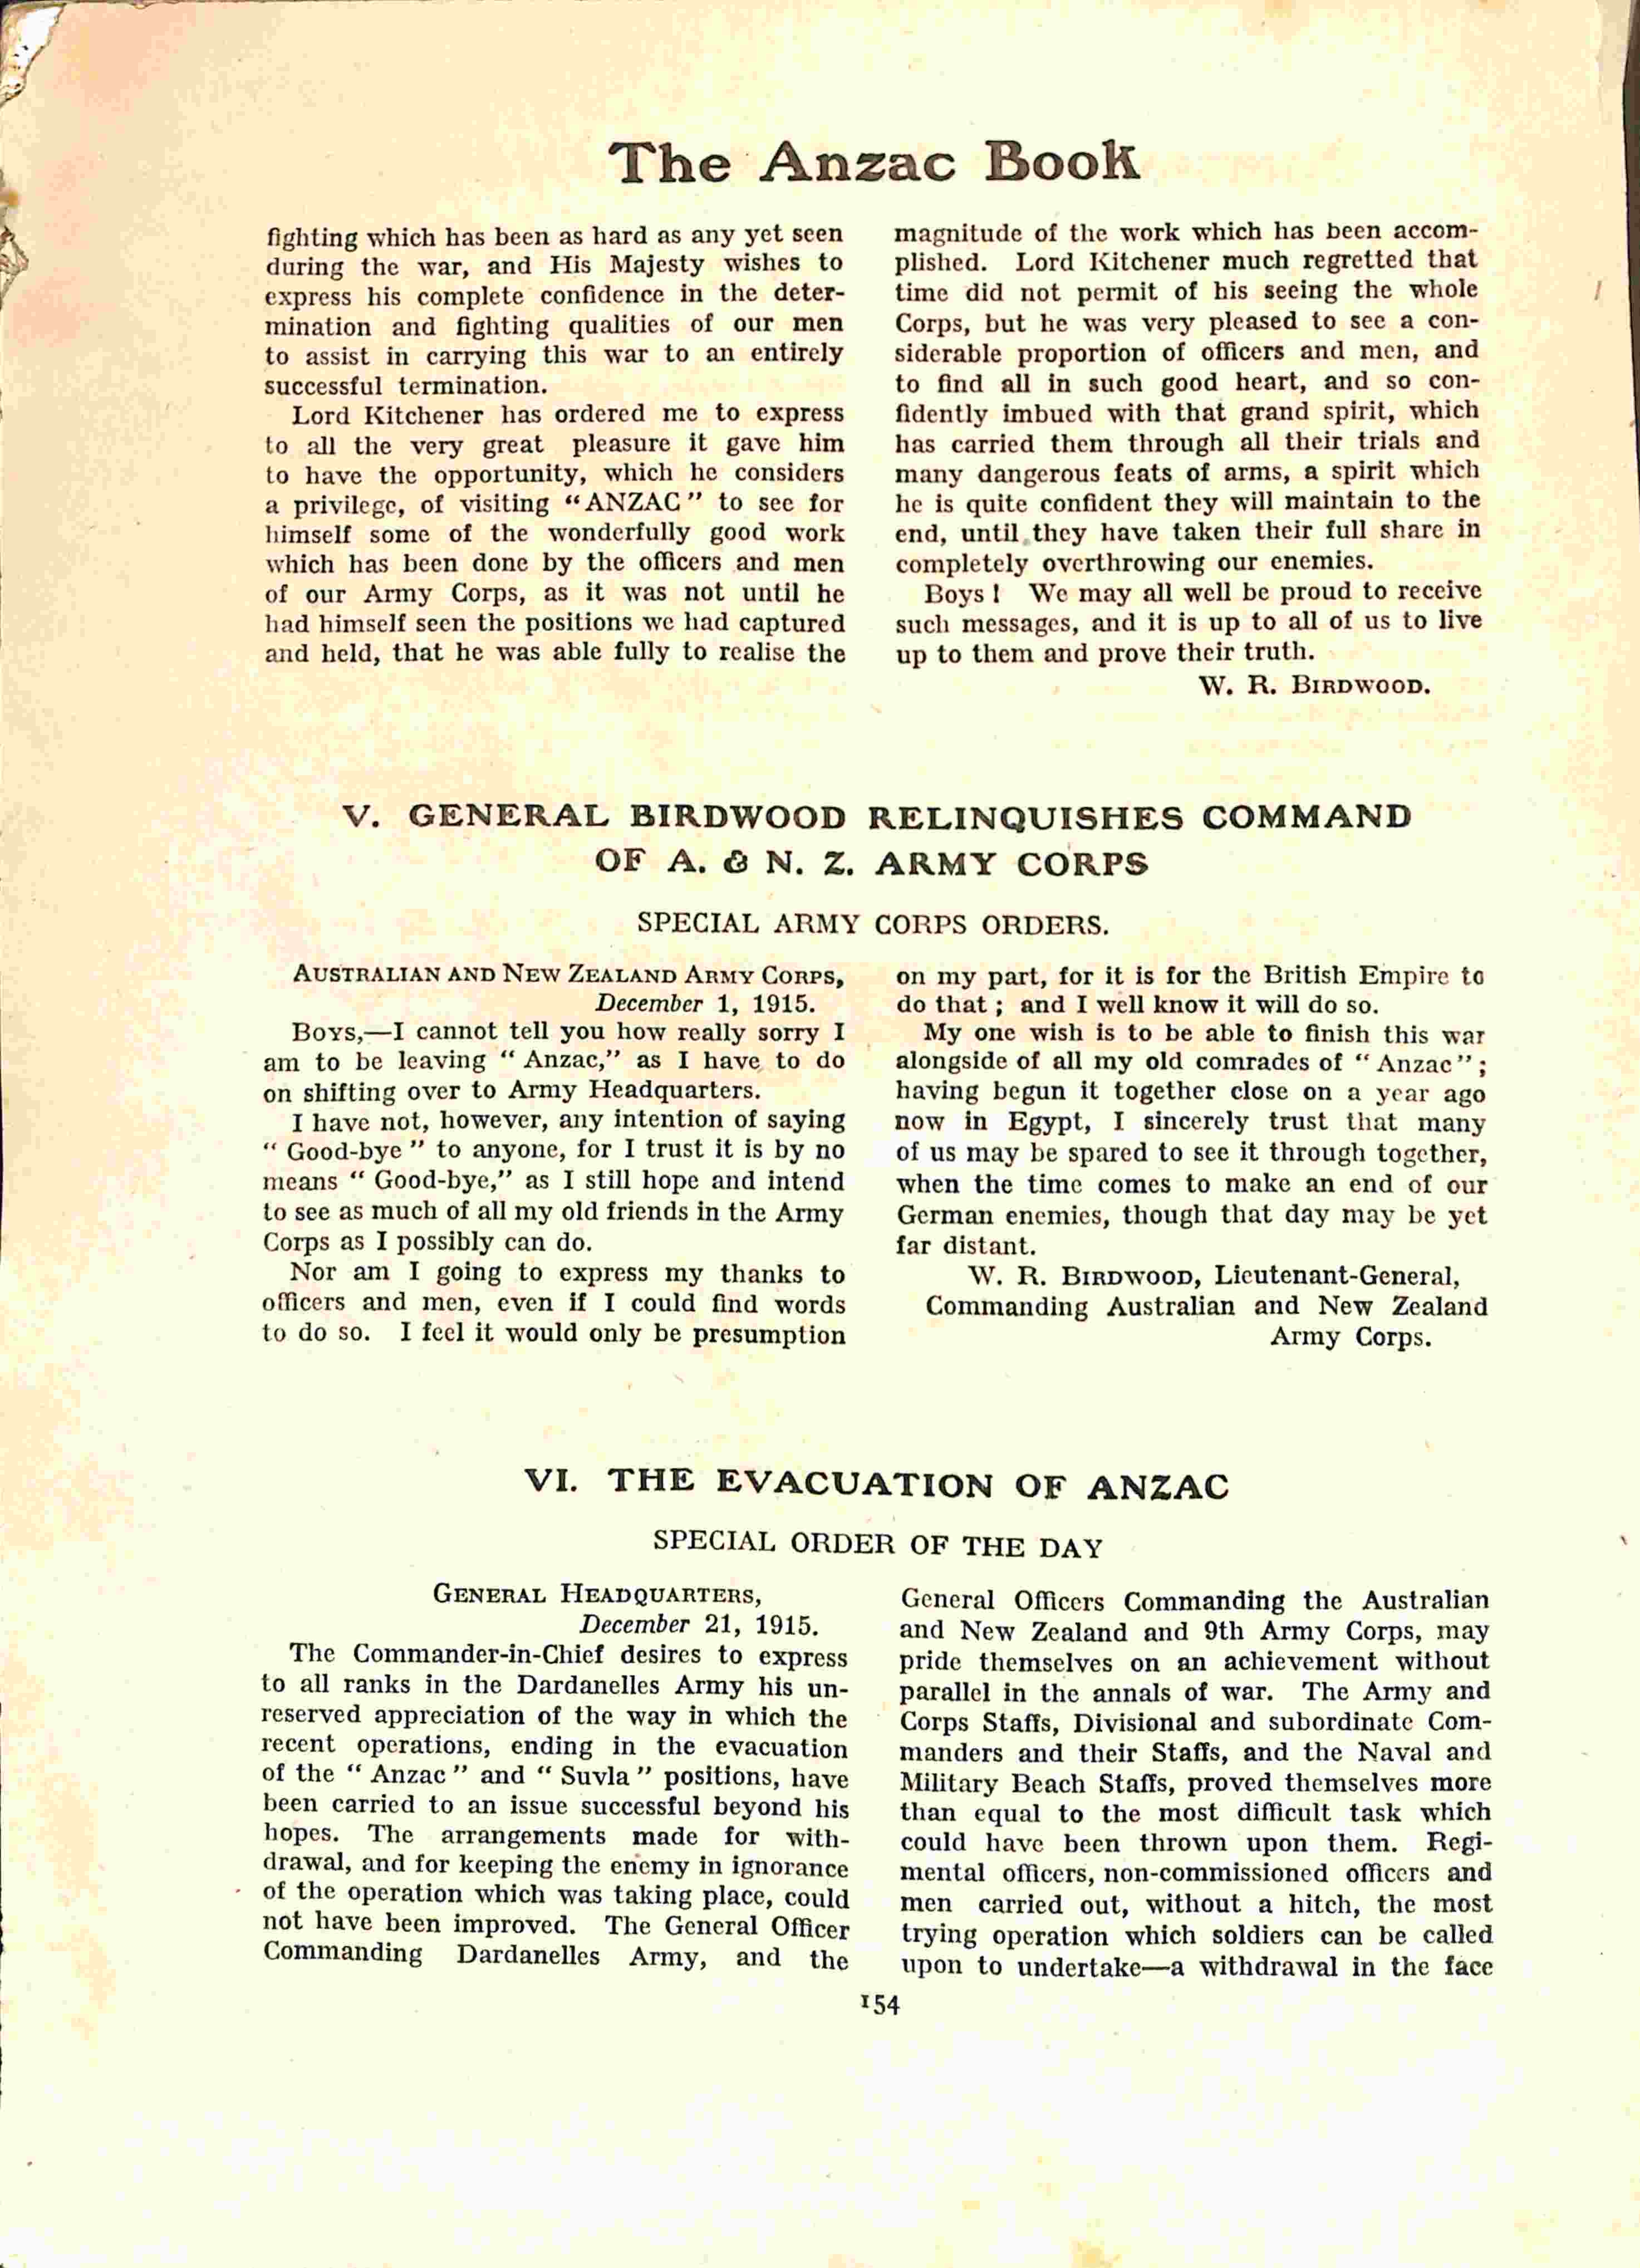 The Anzac Book
fighting which has been as hard as any yet seen
during the war, and His Majesty wishes to
express his complete confidence in the deter-
mination and fighting qualities of our men
to assist in carrying this war to an entirely
successful termination.
Lord Kitchener has ordered me to express
to all the very great pleasure it gave him
to have the opportunity, which he considers
a privilege, of visiting “ANZAC” to see for
himself some of the wonderfully good work
which has been done by the officers and men
of our Army Corps, as it was not until he
had himself seen the positions we had captured
and held, that he was able fully to realise the
magnitude of the work which has been accom-
plished. Lord Kitchener much regretted that
time did not permit of his seeing the whole
Corps, but he was very pleased to see a con-
siderable proportion of officers and men, and
to find all in such good heart, and so con-
fidently imbued with that grand spirit, which
has carried them through all their trials and
many dangerous feats of arms, a spirit which
he is quite confident they will maintain to the
end, until they have taken their full share in
completely overthrowing our enemies.
Boys! We may all well be proud to receive
such messages, and it is up to all of us to live
up to them and prove their truth.
W. R. BIRDWOOD.
V. GENERAL BIRDWOOD RELINQUISHES COMMAND
OF A. & N. Z. ARMY CORPS
SPECIAL ARMY CORPS ORDERS.
AUSTRALIAN AND NEW ZEALAND ARMY CORPS,
December 1, 1915.
BOYS,—I cannot tell you how really sorry I
am to be leaving “ Anzac,” as I have to do
on shifting over to Army Headquarters.
I have not, however, any intention of saying
“ Good-bye ” to anyone, for I trust it is by no
means “ Good-bye,” as I still hope and intend
to see as much of all my old friends in the Army
Corps as I possibly can do.
Nor am I going to express my thanks to
officers and men, even if I could find words
to do so. I feel it would only be presumption
on my part, for it is for the British Empire to
do that ; and I well know it will do so.
My one wish is to be able to finish this war
alongside of all my old comrades of “ Anzac ” ;
having begun it together close on a year ago
now in Egypt, I sincerely trust that many
of us may be spared to see it through together,
when the time comes to make an end of our
German enemies, though that day may be yet
far distant.
W. R. BIRDWOOD, Lieutenant-General,
Commanding Australian and New Zealand
Army Corps.
VI. THE EVACUATION OF ANZAC
SPECIAL ORDER OF THE DAY
GENERAL HEADQUARTERS,
December 21, 1915.
The Commander-in-Chief desires to express
to all ranks in the Dardanelles Army his un-
reserved appreciation of the way in which the
recent operations, ending in the evacuation
of the “ Anzac ” and “ Suvla ” positions, have
been carried to an issue successful beyond his
hopes. The arrangements made for with-
drawal, and for keeping the enemy in ignorance
of the operation which was taking place, could
not have been improved. The General Officer
Commanding Dardanelles Army, and the
General Officers Commanding the Australian
and New Zealand and 9th Army Corps, may
pride themselves on an achievement without
parallel in the annals of war. The Army and
Corps Staffs, Divisional and subordinate Com-
manders and their Staffs, and the Naval and
Military Beach Staffs, proved themselves more
than equal to the most difficult task which
could have been thrown upon them. Regi-
mental officers, non-commissioned officers and
men carried out, without a hitch, the most
trying operation which soldiers can be called
upon to undertake—a withdrawal in the face
154